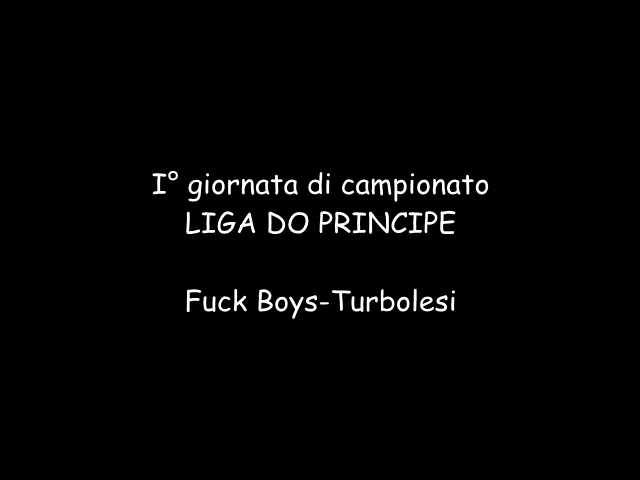 I° giornata di campionato
LIGA DO PRINCIPE
Fuck Boys-Turbolesi